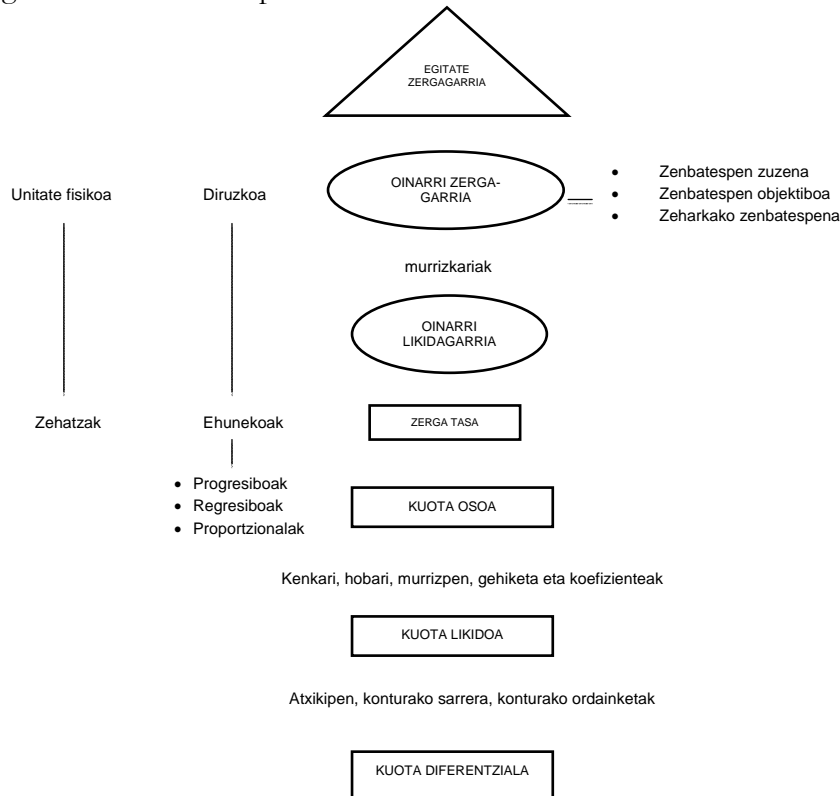 EGITATE
ZERGAGARRIA
Unitate fisikoa
Diruzkoa
OINARRI ZERGA-
GARRIA
• Zenbatespen zuzena
• Zenbatespen objektiboa
• Zeharkako zenbatespena
murrizkariak
OINARRI
LIKIDAGARRIA
Zehatzak
Ehunekoak
ZERGA TASA
• Progresiboak
• Regresiboak
• Proportzionalak
KUOTA OSOA
Kenkari, hobari, murrizpen, gehiketa eta koefizienteak
KUOTA LIKIDOA
Atxikipen, konturako sarrera, konturako ordainketak
KUOTA DIFERENTZIALA